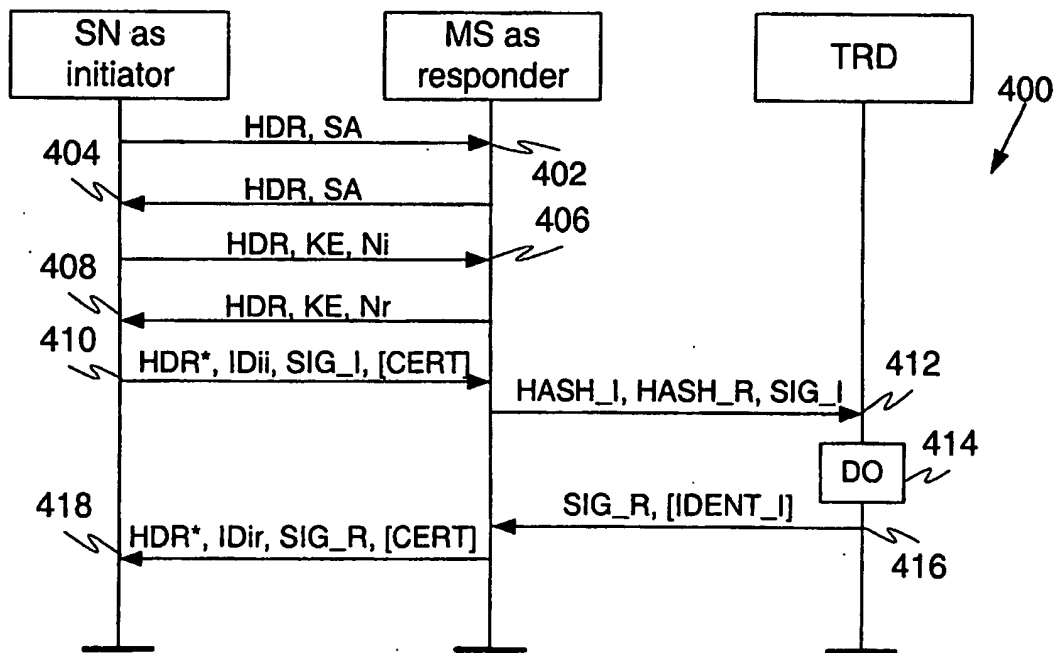 SN as
initiator
MS as
responder
TRD
400
HDR, SA
402
404
HDR, SA
406
HDR, KE, Ni
408
HDR, KE, Nr
410
HDR*, IDii, SIG_I, [CERT]
HASH_I, HASH_R, SIG_I
412
DO
414
SIG_R, [IDENT_I]
416
418
HDR*, IDir, SIG_R, [CERT]